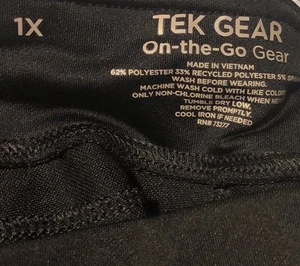 1X
TEK GEAR
On-the-Go Gear
MADE IN VIETNAM
62% POLYESTER 33% RECYCLED POLYESTER 5%
WASH BEFORE WEARING.
MACHINE WASH COLD WITH LIKE
ONLY NON-CHLORINE BLEACH WHEN
TUMBLE DRY LOW,
REMOVE PROMPTLY.
COOL IRON IF NEEDED
RN# 73277